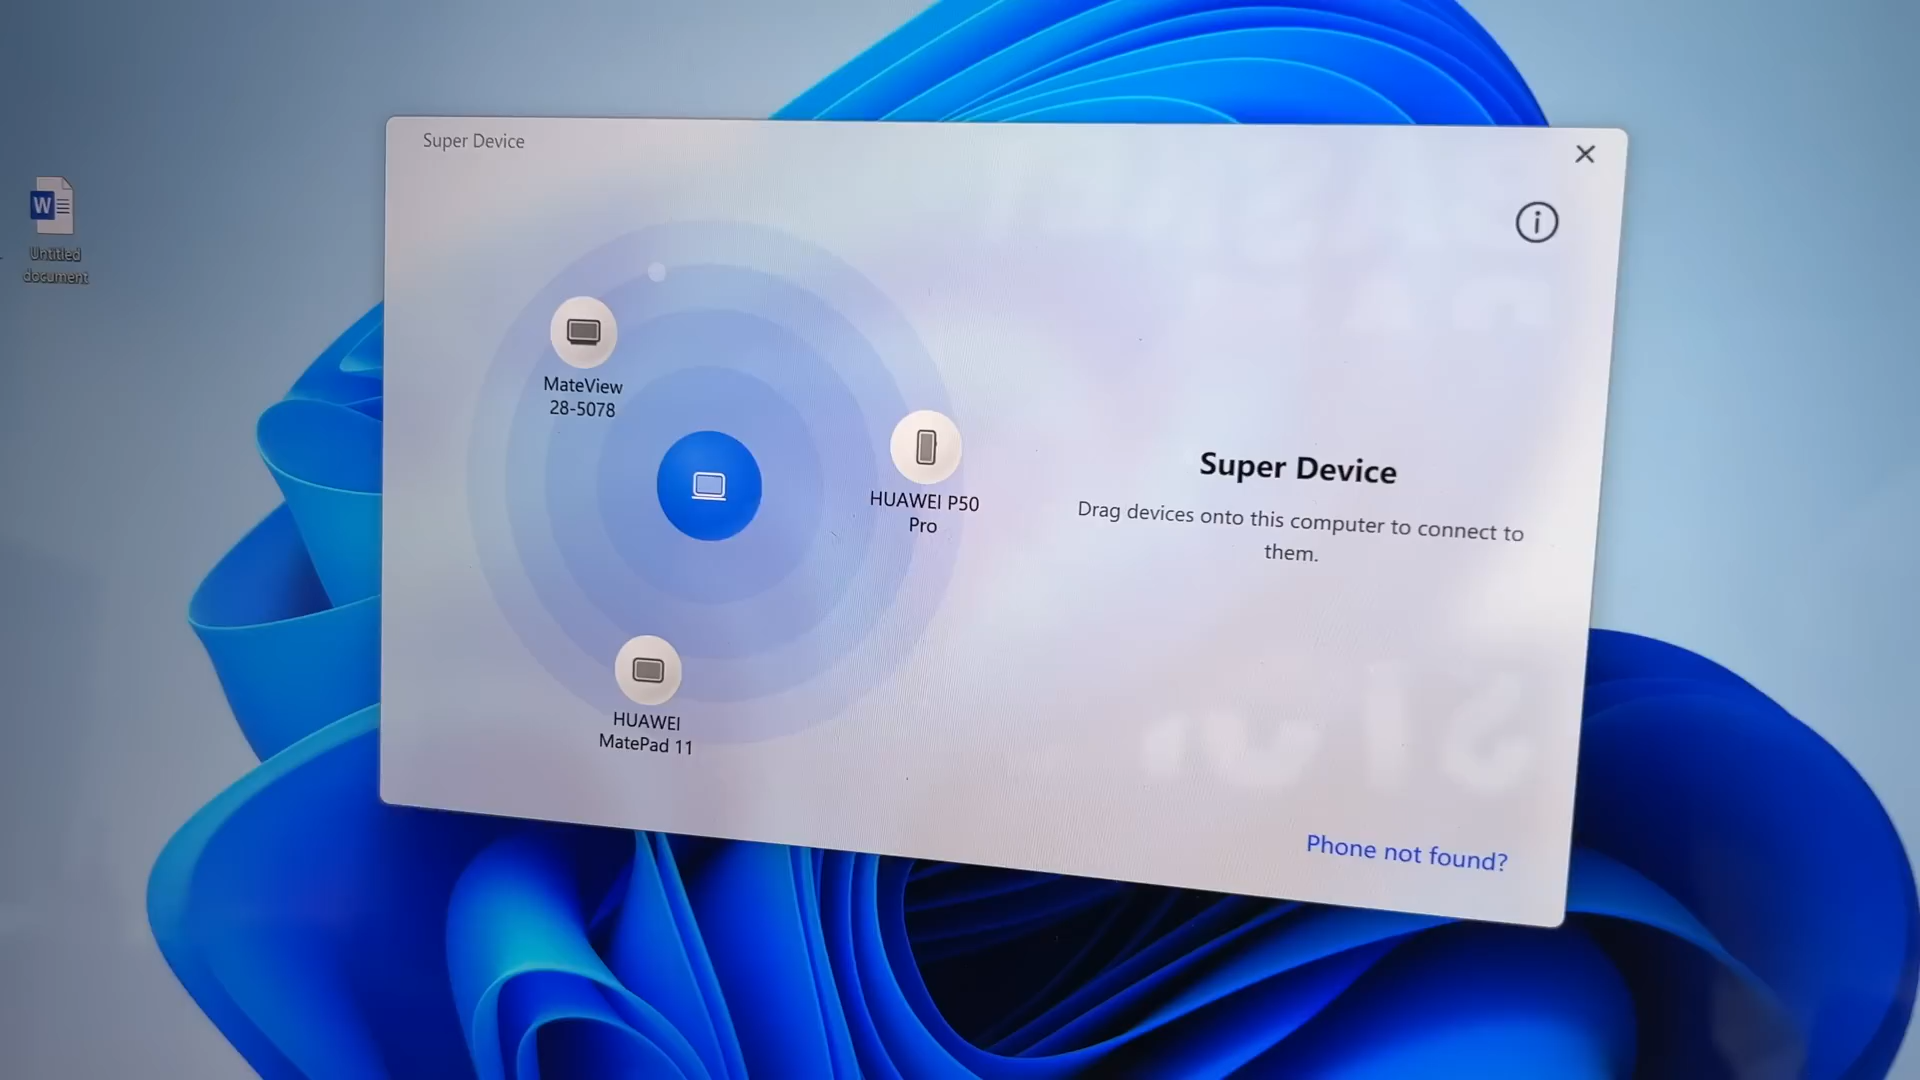 Super Device
W
Untitled
document
MateView
28-5078
HUAWEI P50
Pro
HUAWEI
MatePad 11
Super Device
Drag devices onto this computer to connect to
them.
Phone not found?